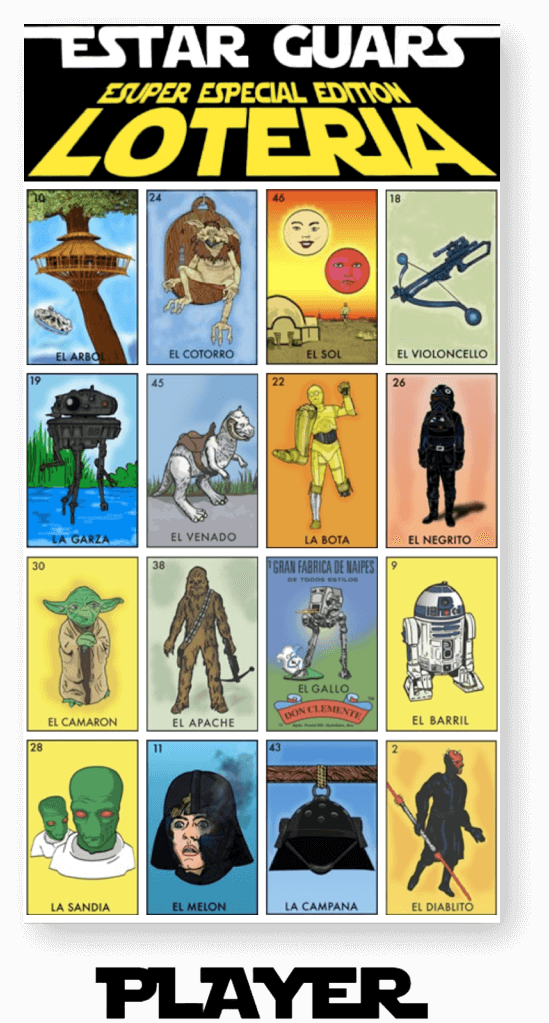 ESTAR GUARS
ESUPER ESPECIAL EDITION
LOTERIA
10
EL ARBOL
24
EL COTORRO
46
EL SOL
18
EL VIOLONCELLO
19
LA GARZA
45
EL VENADO
22
LA BOTA
26
EL NEGRITO
30
EL CAMARON
38
EL APACHE
1
GRAN FABRICA DE NAIPES
DE TODOS ESTILOS
EL GALLO
DON CLEMENTE
9
EL BARRIL
28
LA SANDIA
11
EL MELON
43
LA CAMPANA
2
EL DIABLITO
PLAYER